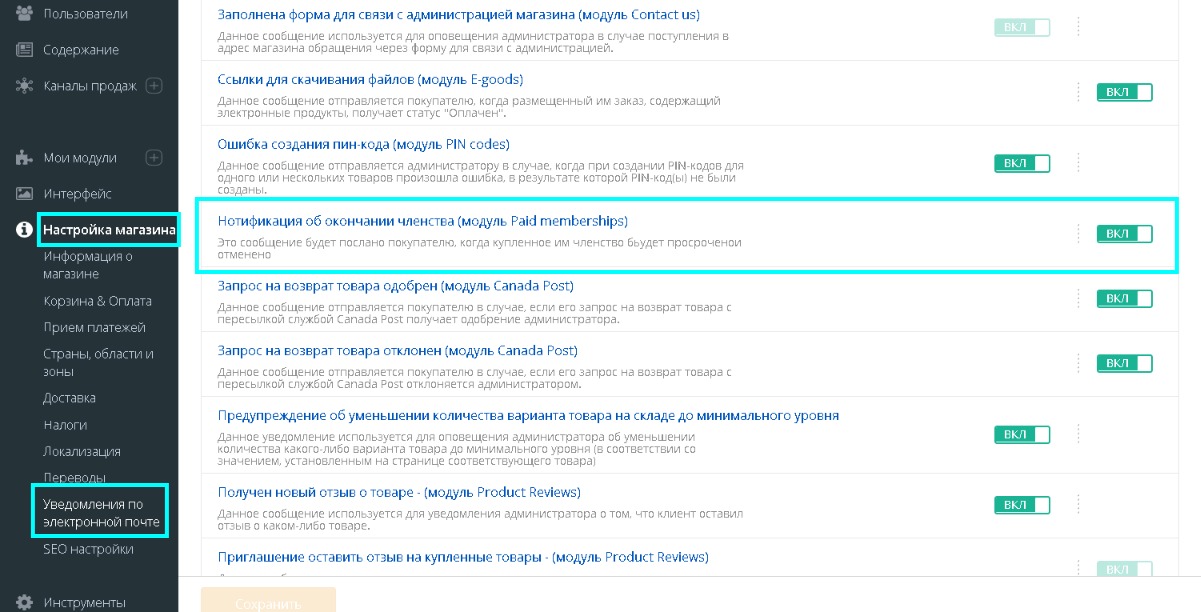 Пользователи
Содержание
Каналы продаж
Мои модули
Интерфейс
Настройка магазина
Информация о
магазине
Корзина & Оплата
Прием платежей
Страны, области и
зоны
Доставка
Налоги
Локализация
Переводы
Уведомления по
электронной почте
SEO настройки
Инструменты
Заполнена форма для связи с администрацией магазина (модуль Contact us)
Данное сообщение используется для оповещения администратора в случае поступления в
адрес магазина обращения через форму для связи с администрацией.
ВКЛ
Ссылки для скачивания файлов (модуль E-goods)
Данное сообщение отправляется покупателю, когда размещенный им заказ, содержащий
электронные продукты, получает статус "Оплачен".
ВКЛ
Ошибка создания пин-кода (модуль PIN codes)
Данное сообщение отправляется администратору в случае, когда при создании PIN-кодов для
одного или нескольких товаров произошла ошибка, в результате которой PIN-код(ы) не были
созданы.
ВКЛ
Нотификация об окончании членства (модуль Paid memberships)
Это сообщение будет послано покупателю, когда купленное им членство бьудет просроченои
отменено
ВКЛ
Запрос на возврат товара одобрен (модуль Canada Post)
Данное сообщение отправляется покупателю в случае, если его запрос на возврат товара с
пересылкой службой Canada Post получает одобрение администратора.
ВКЛ
Запрос на возврат товара отклонен (модуль Canada Post)
Данное сообщение отправляется покупателю в случае, если его запрос на возврат товара с
пересылкой службой Canada Post отклоняется администратором.
ВКЛ
Предупреждение об уменьшении количества варианта товара на складе до минимального уровня
Данное уведомление используется для оповещения администратора об уменьшении
количества какого-либо варианта товара до минимального уровня (в соответствии со
значением, установленным на странице соответствующего товара)
ВКЛ
Получен новый отзыв о товаре - (модуль Product Reviews)
Данное сообщение используется для уведомления администратора о том, что клиент оставил
отзыв о каком-либо товаре.
ВКЛ
Приглашение оставить отзыв на купленные товары - (модуль Product Reviews)
ВКЛ
Сохранить